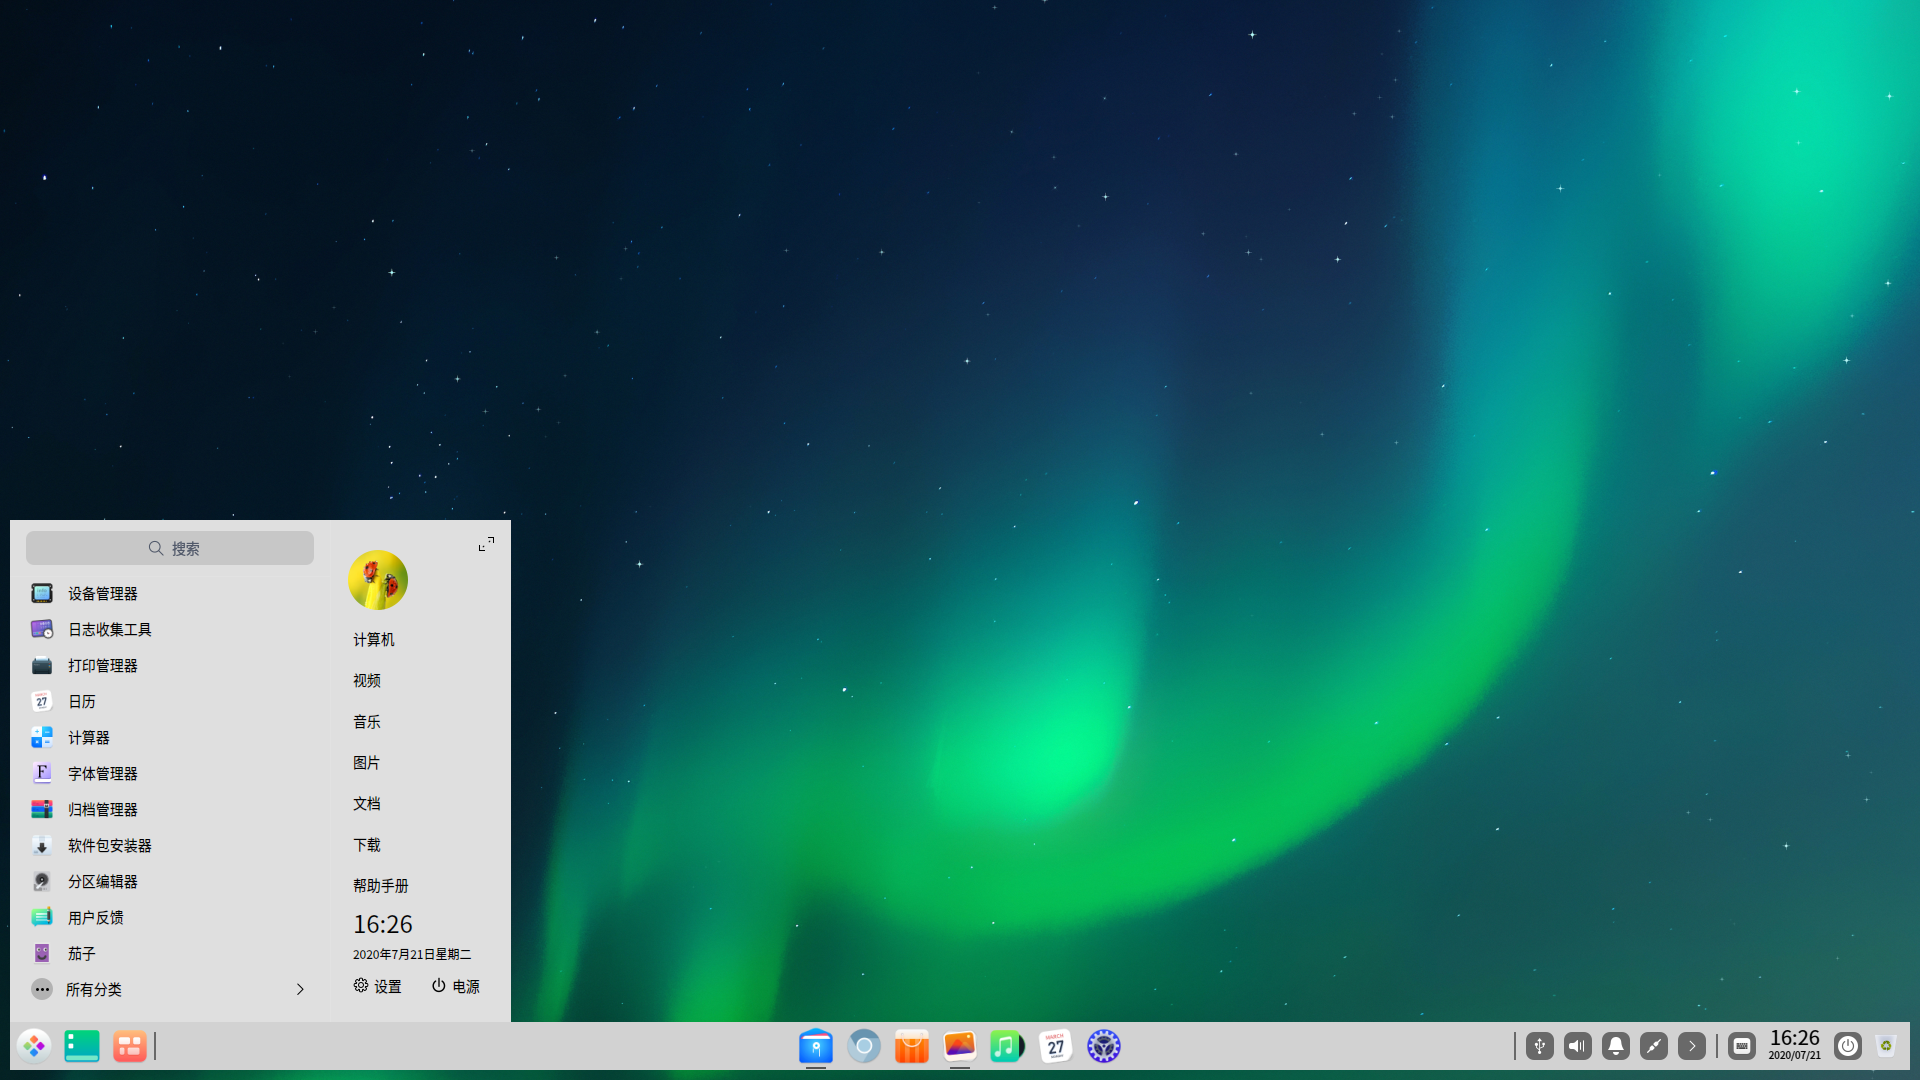 搜索
设备管理器
日志收集工具
打印管理器
日历
计算器
字体管理器
归档管理器
软件包安装器
分区编辑器
用户反馈
茄子
所有分类
计算机
视频
音乐
图片
文档
下载
帮助手册
16:26
2020年7月21日星期二
设置 电源
MARCH
27
16:26
2020/07/21